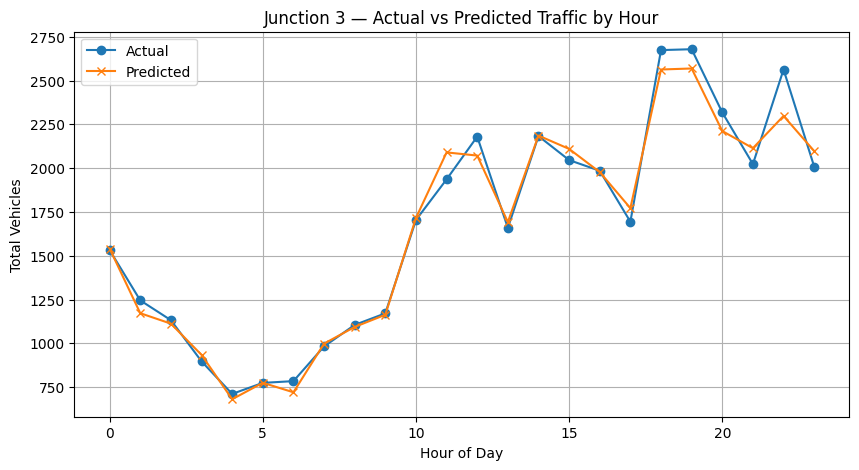 Junction 3 — Actual vs Predicted Traffic by Hour
Actual
Predicted
Total Vehicles
2750
2500
2250
2000
1750
1500
1250
1000
750
0 5 10 15 20
Hour of Day